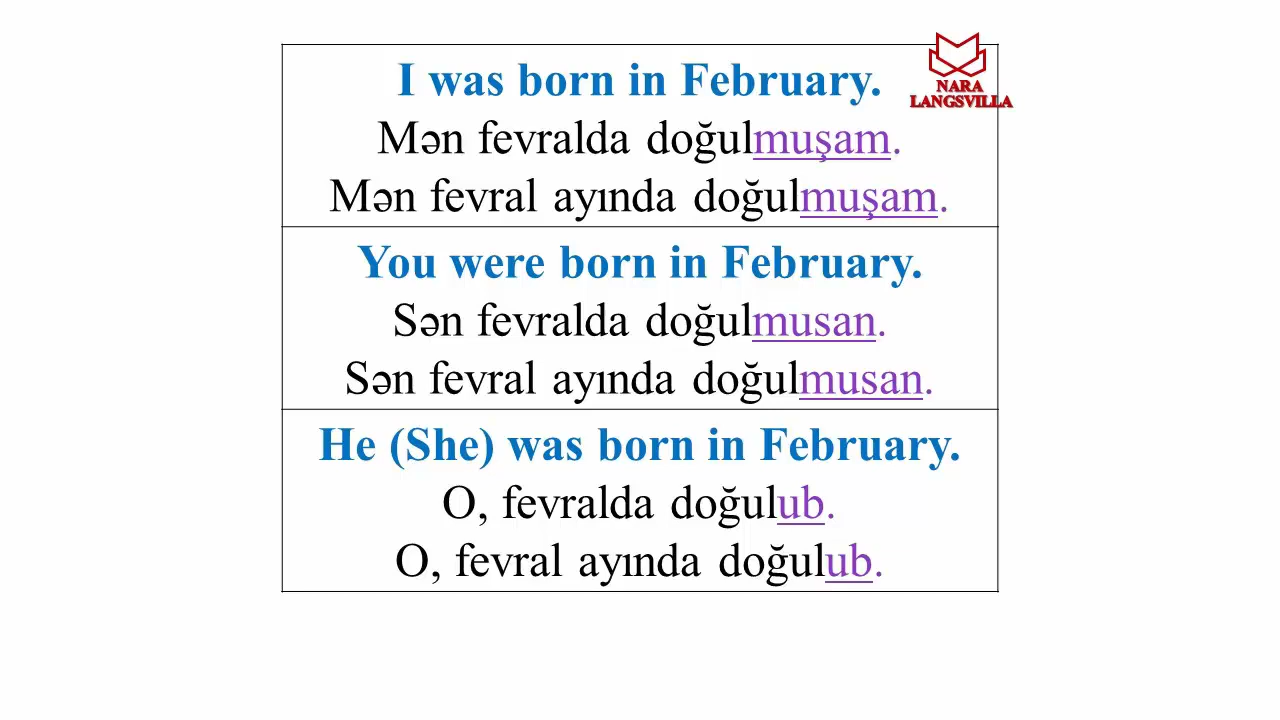 I was born in February.
Mən fevralda doğulmuşam.
Mən fevral ayında doğulmuşam.
NARA
LANGSVILLA
You were born in February.
Sən fevralda doğulmusan.
Sən fevral ayında doğulmusan.
He (She) was born in February.
O, fevralda doğulub.
O, fevral ayında doğulub.